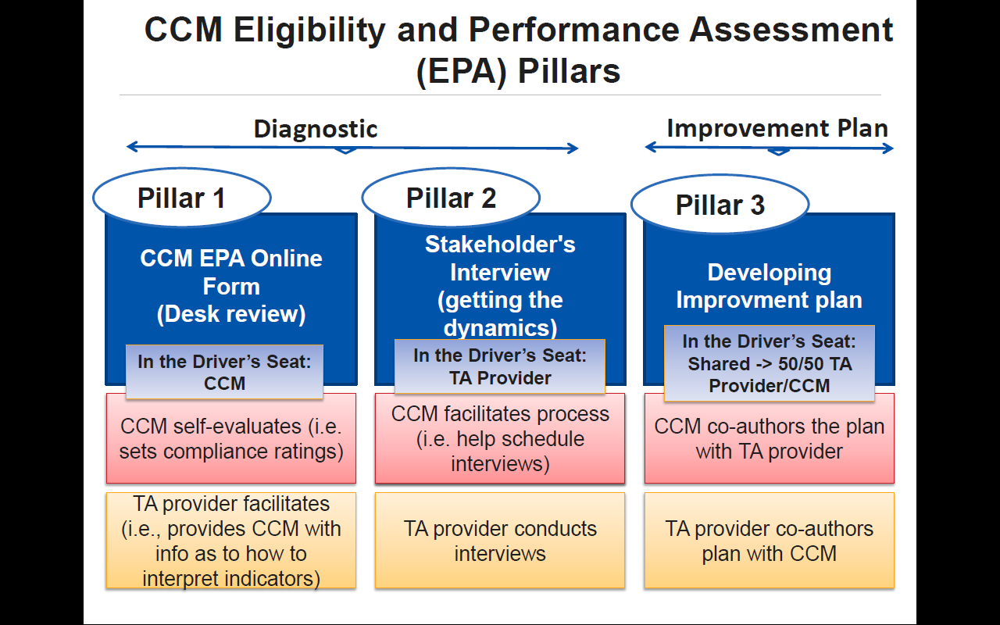 CCM Eligibility and Performance Assessment
(EPA) Pillars
Diagnostic
Improvement Plan
Pillar 1
CCM EPA Online
Form
(Desk review)
In the Driver’s Seat:
CCM
CCM self-evaluates (i.e.
sets compliance ratings)
TA provider facilitates
(i.e., provides CCM with
info as to how to
interpret indicators)
Pillar 2
Stakeholder's
Interview
(getting the
dynamics)
In the Driver’s Seat:
TA Provider
CCM facilitates process
(i.e. help schedule
interviews)
TA provider conducts
interviews
Pillar 3
Developing
Improvment plan
In the Driver’s Seat:
Shared -> 50/50 TA
Provider/CCM
CCM co-authors the plan
with TA provider
TA provider co-authors
plan with CCM